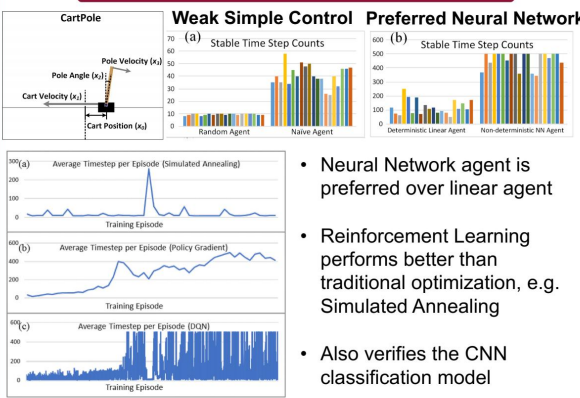 Weak Simple Control
Preferred Neural Network
CartPole
Pole Velocity (x₃)
Pole Angle (x₂)
Cart Velocity (x₁)
Cart Position (x₀)
(a)
Stable Time Step Counts
70
60
50
40
30
20
10
0
Random Agent
Naïve Agent
(b)
Stable Time Step Counts
600
500
400
300
200
100
0
Deterministic Linear Agent
Non-deterministic NN Agent
(a)
Average Timestep per Episode (Simulated Annealing)
300
200
100
0
Training Episode
(b)
Average Timestep per Episode (Policy Gradient)
600
400
200
0
Training Episode
(c)
Average Timestep per Episode (DQN)
600
400
200
0
Training Episode
• Neural Network agent is
preferred over linear agent
• Reinforcement Learning
performs better than
traditional optimization, e.g.
Simulated Annealing
• Also verifies the CNN
classification model